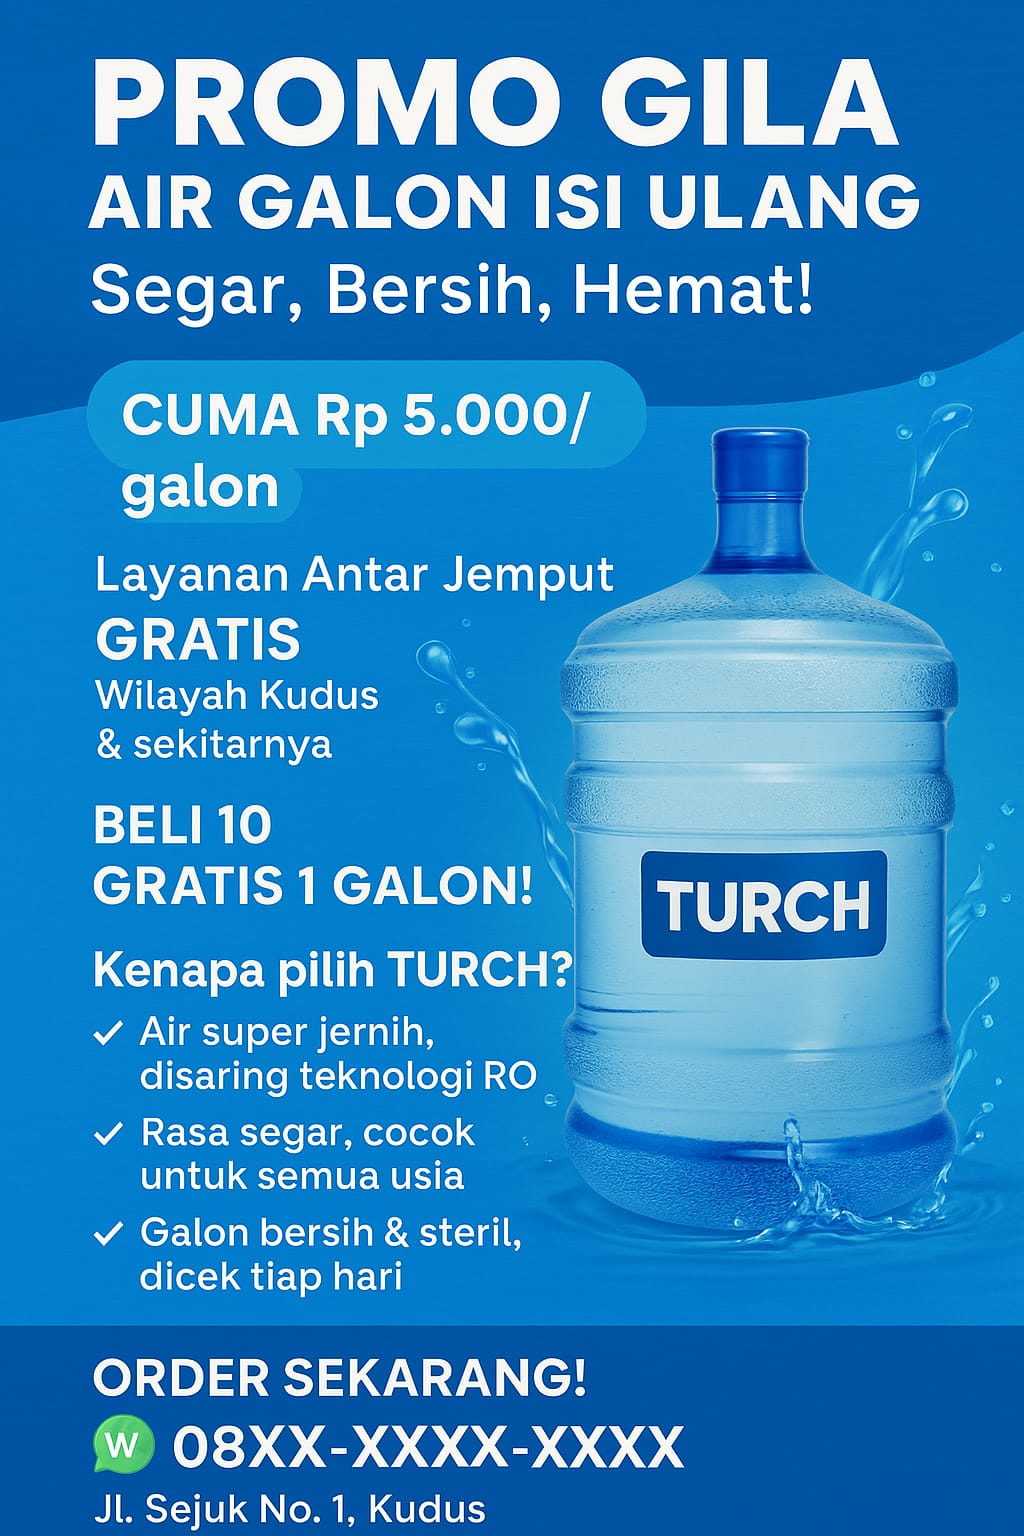 PROMO GILA
AIR GALON ISI ULANG
Segar, Bersih, Hemat!
CUMA Rp 5.000/
galon
Layanan Antar Jemput
GRATIS
Wilayah Kudus
& sekitarnya
BELI 10
GRATIS 1 GALON!
Kenapa pilih TURCH?
✓ Air super jernih,
disaring teknologi RO
✓ Rasa segar, cocok
untuk semua usia
✓ Galon bersih & steril,
dicek tiap hari
TURCH
ORDER SEKARANG!
W 08XX-XXXX-XXXX
Jl. Sejuk No. 1, Kudus